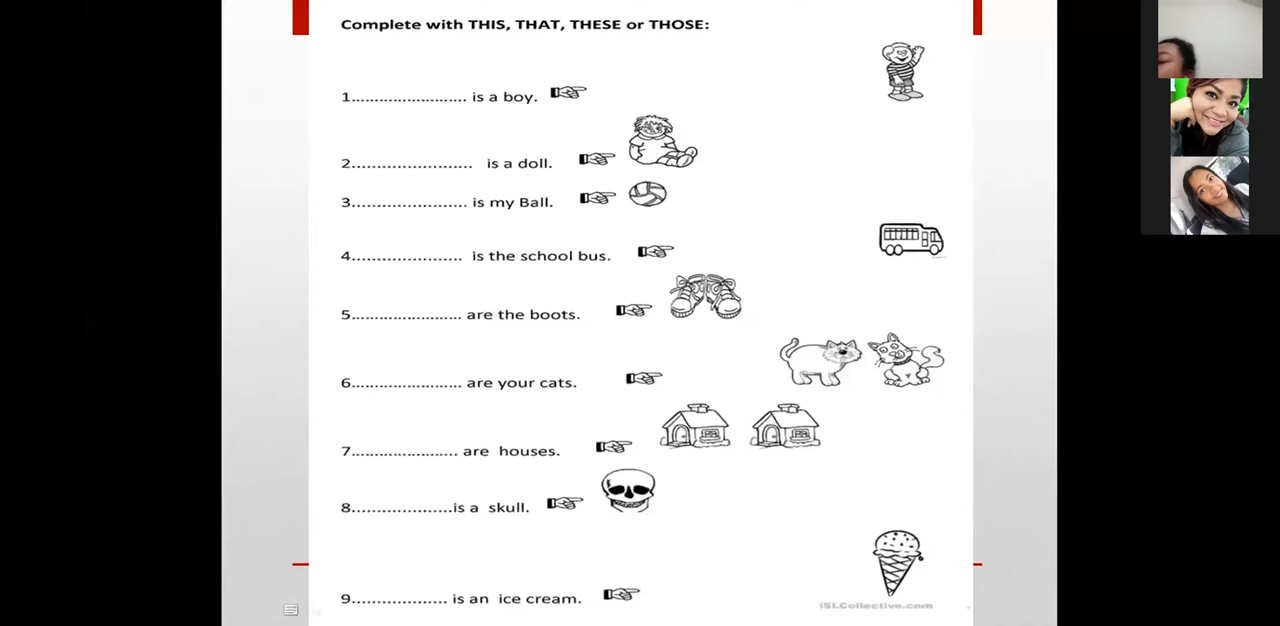 Complete with THIS, THAT, THESE or THOSE:
1........................ is a boy.
2........................ is a doll.
3....................... is my Ball.
4...................... is the school bus.
5....................... are the boots.
6....................... are your cats.
7...................... are houses.
8....................is a skull.
9................... is an ice cream.
iSLCollective.com